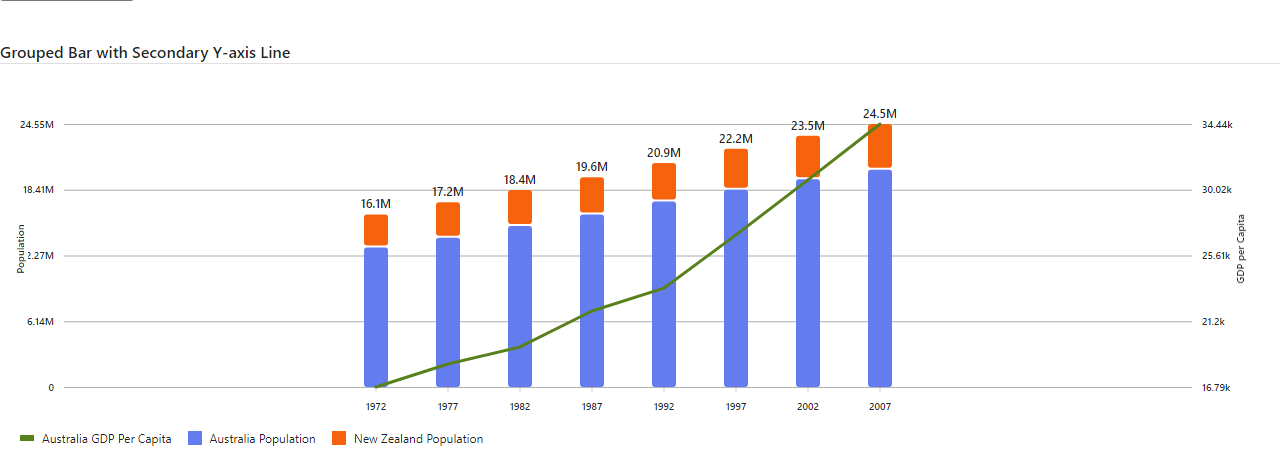 Grouped Bar with Secondary Y-axis Line
24.5M
23.5M
22.2M
20.9M
19.6M
18.4M
17.2M
16.1M
24.55M
18.41M
2.27M
6.14M
0
Population
34.44k
30.02k
25.61k
21.2k
16.79k
GDP per Capita
1972 1977 1982 1987 1992 1997 2002 2007
Australia GDP Per Capita Australia Population New Zealand Population